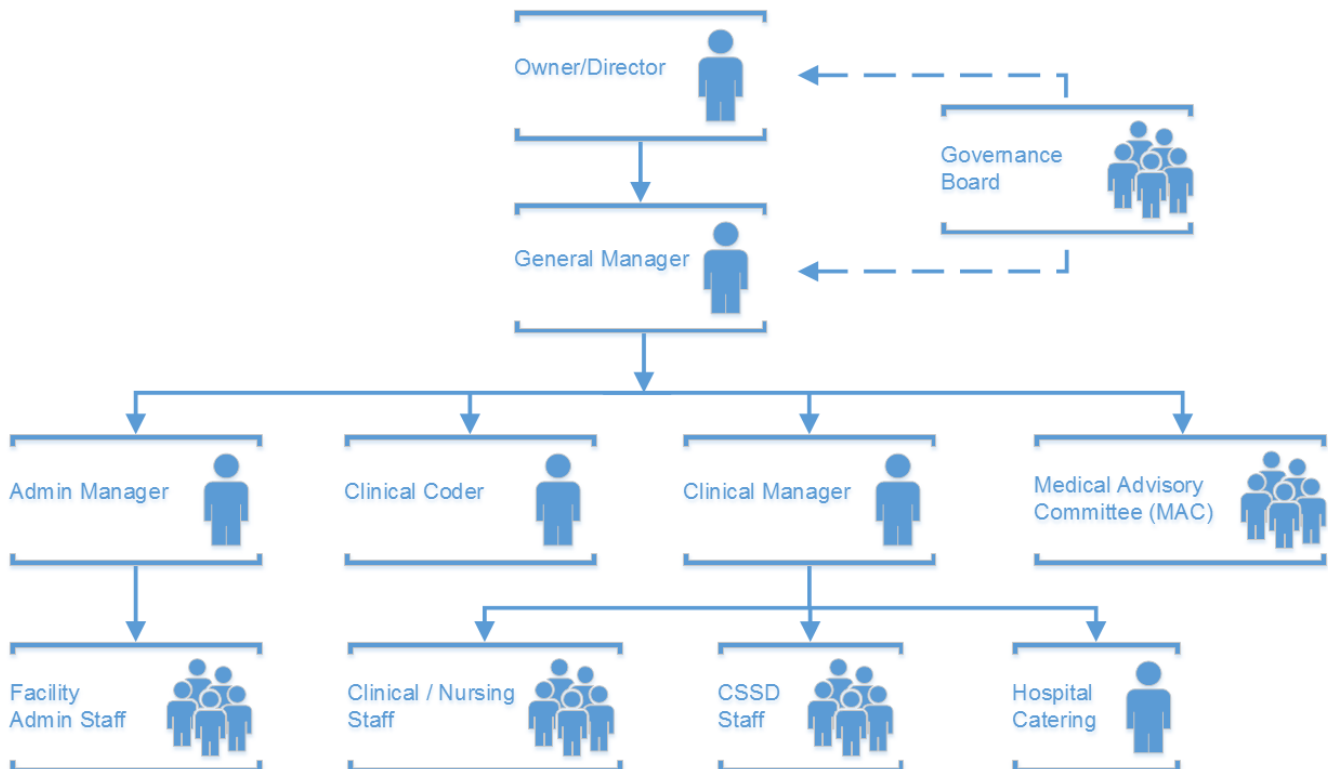 Owner/Director
Governance
Board
General Manager
Admin Manager
Clinical Coder
Clinical Manager
Medical Advisory
Committee (MAC)
Facility
Admin Staff
Clinical / Nursing
Staff
CSSD
Staff
Hospital
Catering